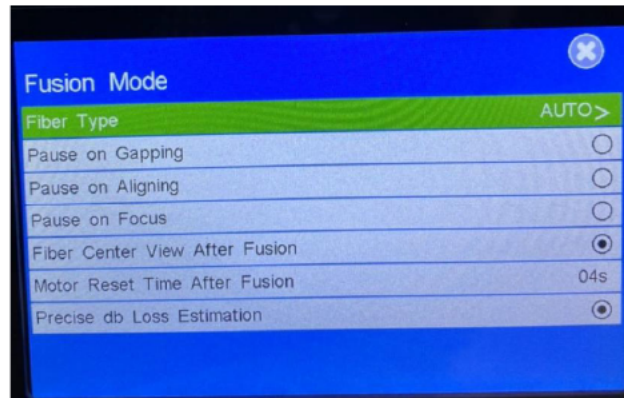 Fusion Mode
Fiber Type AUTO>
Pause on Gapping
Pause on Aligning
Pause on Focus
Fiber Center View After Fusion
Motor Reset Time After Fusion 04s
Precise db Loss Estimation